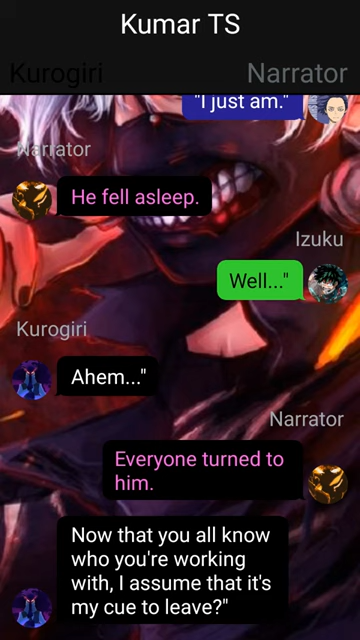 Kumar TS
Kurogiri
Narrator
"I just am."
Narrator
He fell asleep.
Izuku
Well..."
Kurogiri
Ahem..."
Narrator
Everyone turned to
him.
Now that you all know
who you're working
with, I assume that it's
my cue to leave?"